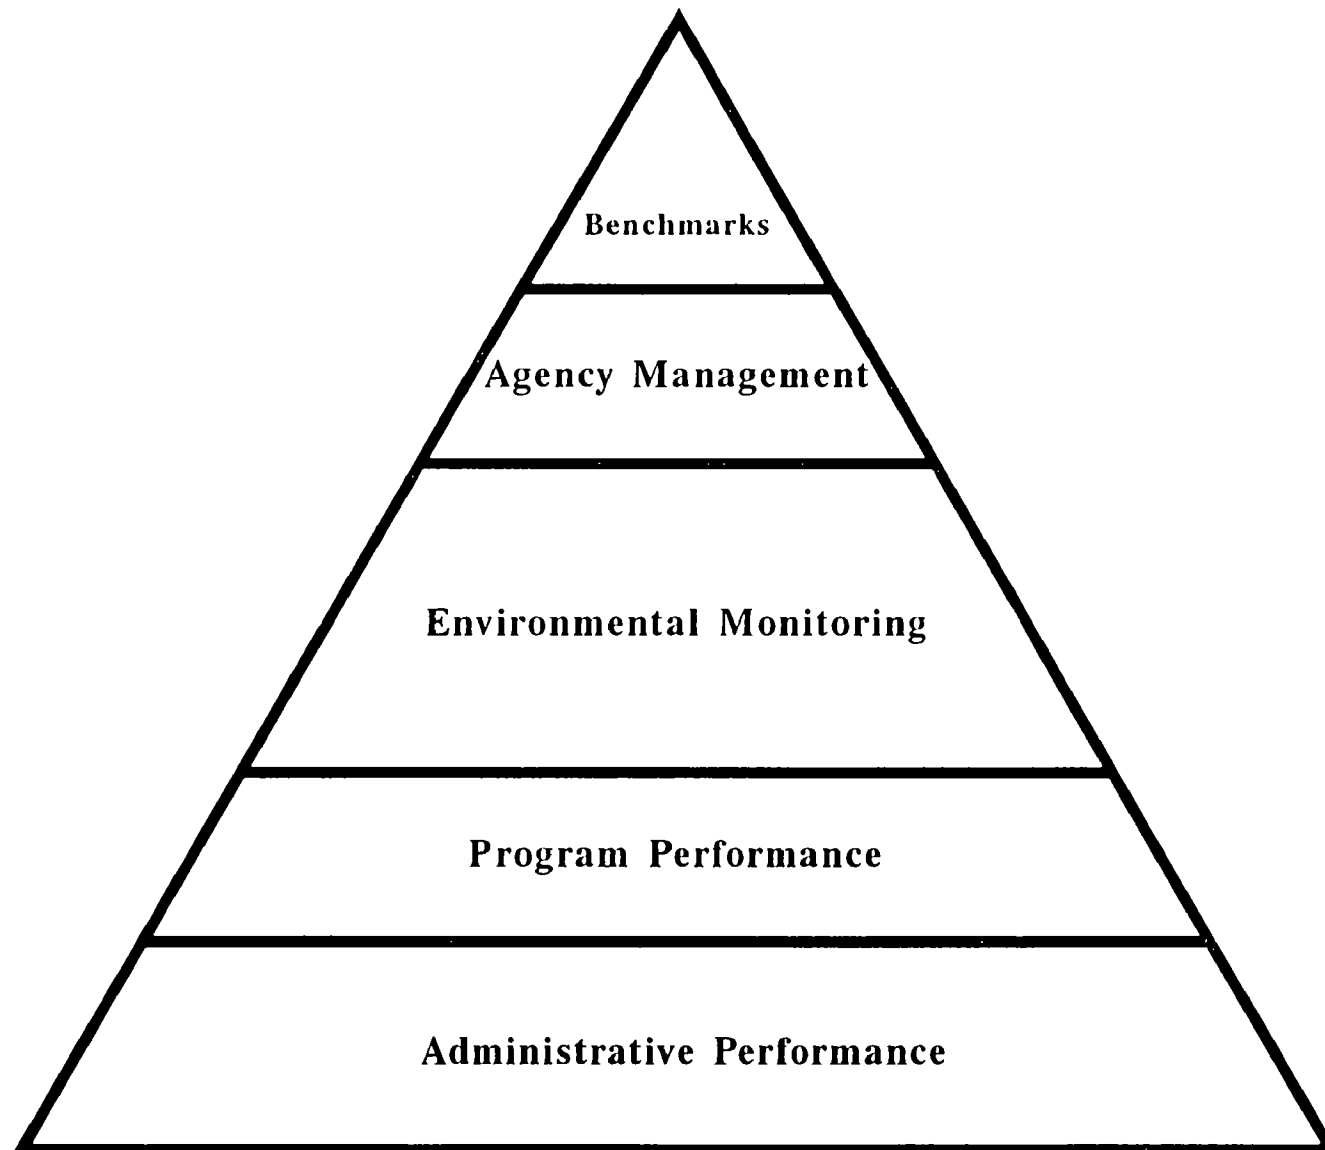 Benchmarks
Agency Management
Environmental Monitoring
Program Performance
Administrative Performance